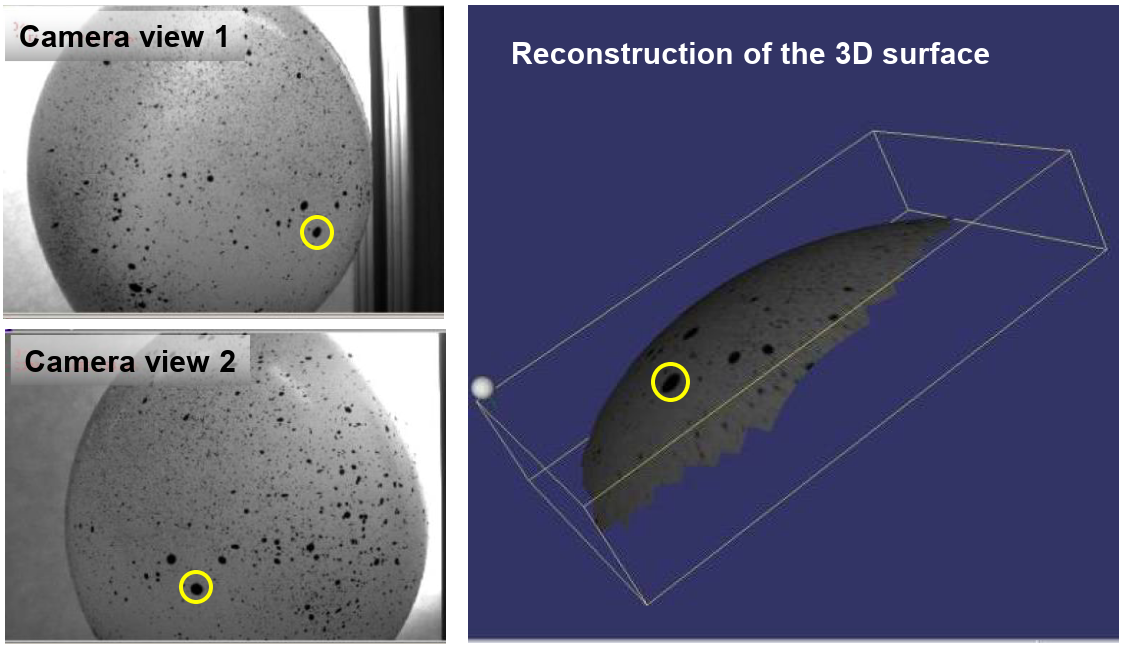 Camera view 1
Camera view 2
Reconstruction of the 3D surface